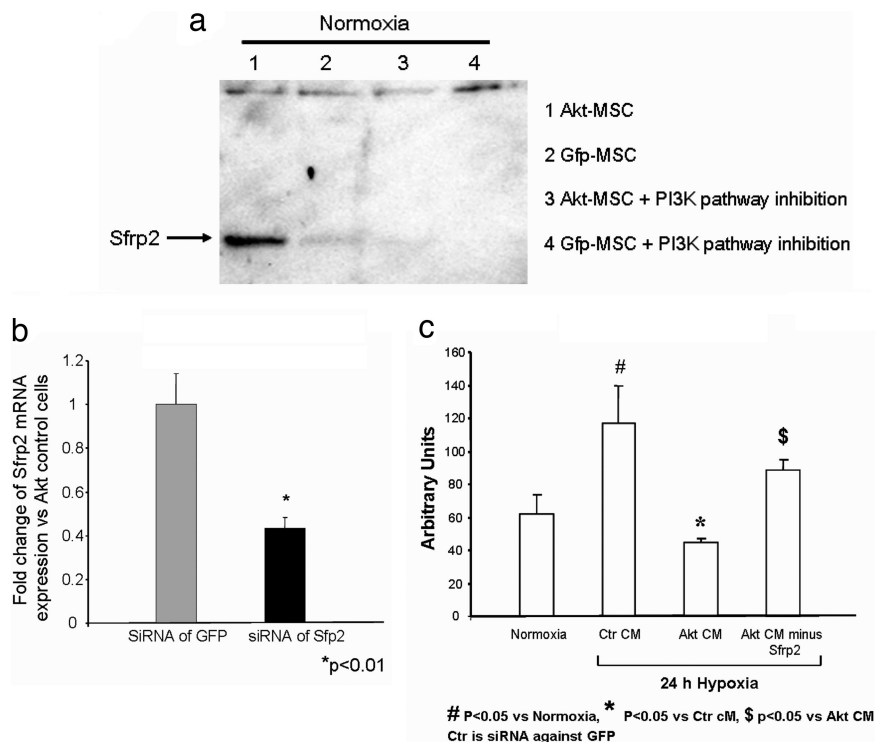 a
Normoxia
1 2 3 4
1 Akt-MSC
2 Gfp-MSC
3 Akt-MSC + PI3K pathway inhibition
Sfrp2
4 Gfp-MSC + PI3K pathway inhibition
b
Fold change of Sfrp2 mRNA
expression vs Akt control cells
1.2
1
0.8
0.6
0.4
0.2
0
*
SiRNA of GFP
siRNA of Sfp2
*p<0.01
c
Arbitrary Units
160
140
120
100
80
60
40
20
0
#
*
$
Normoxia
Ctr CM
Akt CM
Akt CM minus
Sfrp2
24 h Hypoxia
# P<0.05 vs Normoxia, * P<0.05 vs Ctr cM, $ p<0.05 vs Akt CM
Ctr is siRNA against GFP